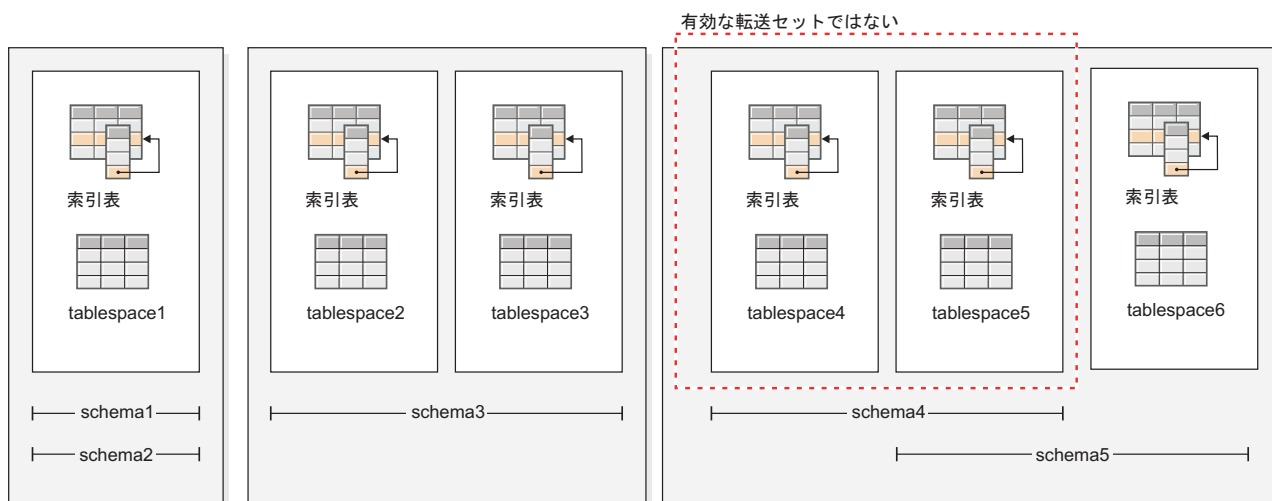 有効な転送セットではない
索引表
索引表
索引表
索引表
索引表
索引表
tablespace1
tablespace2
tablespace3
tablespace4
tablespace5
tablespace6
schema1
schema3
schema4
schema2
schema5